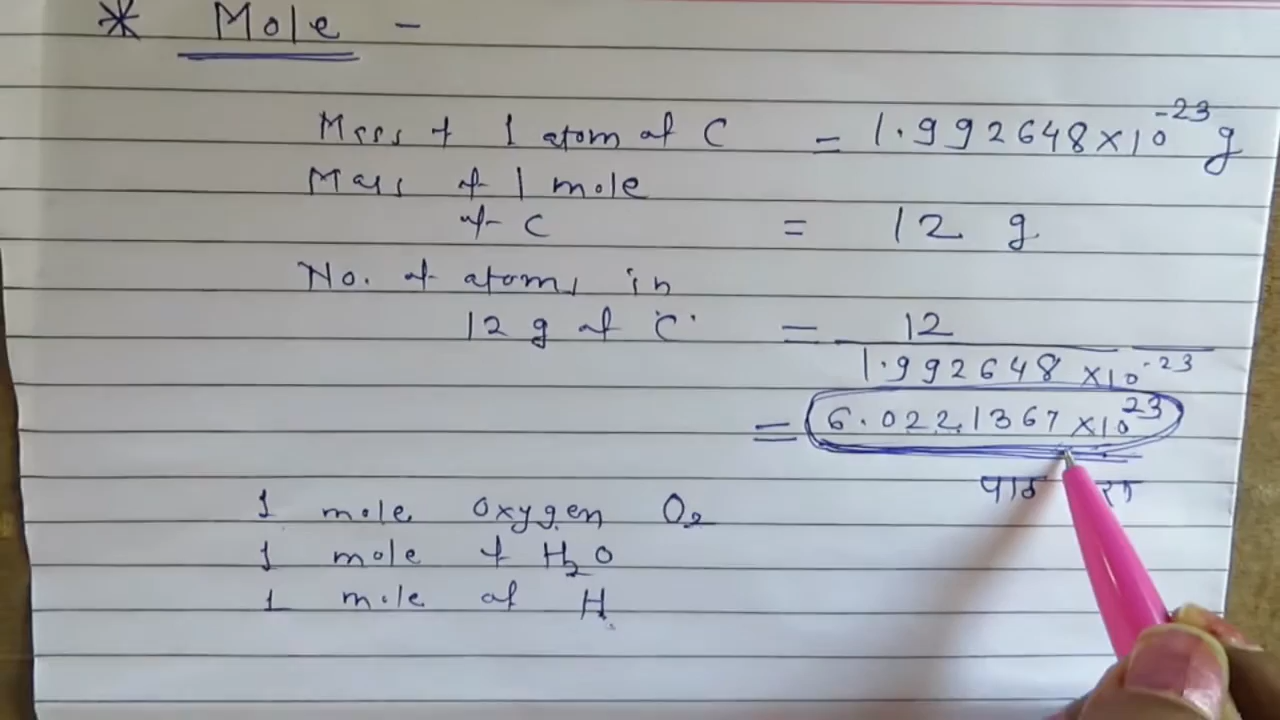 * Mole -
Mass of 1 atom of C = 1.992648×10⁻²³ g
Mass of 1 mole
of C = 12 g
No. of atoms in
12 g of C = 12
1.992648 ×10⁻²³
= 6.0221367 ×10²³
1 mole oxygen O₂
1 mole of H₂O
1 mole of H